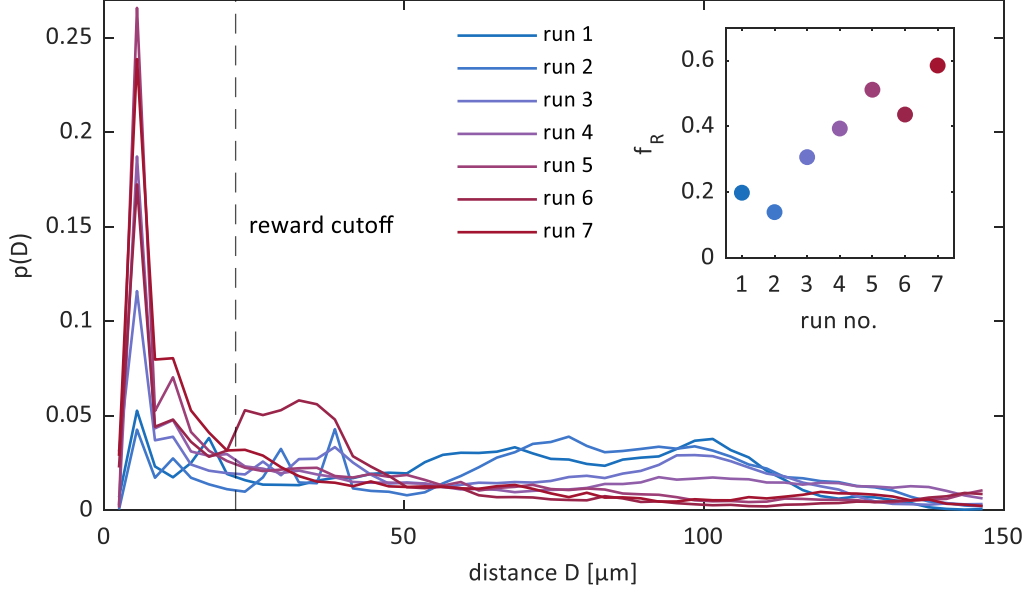 0.25
0.2
0.15
0.1
0.05
0
p(D)
0
50
100
150
distance D [µm]
reward cutoff
run 1
run 2
run 3
run 4
run 5
run 6
run 7
0.6
0.4
0.2
0
f_R
1 2 3 4 5 6 7
run no.